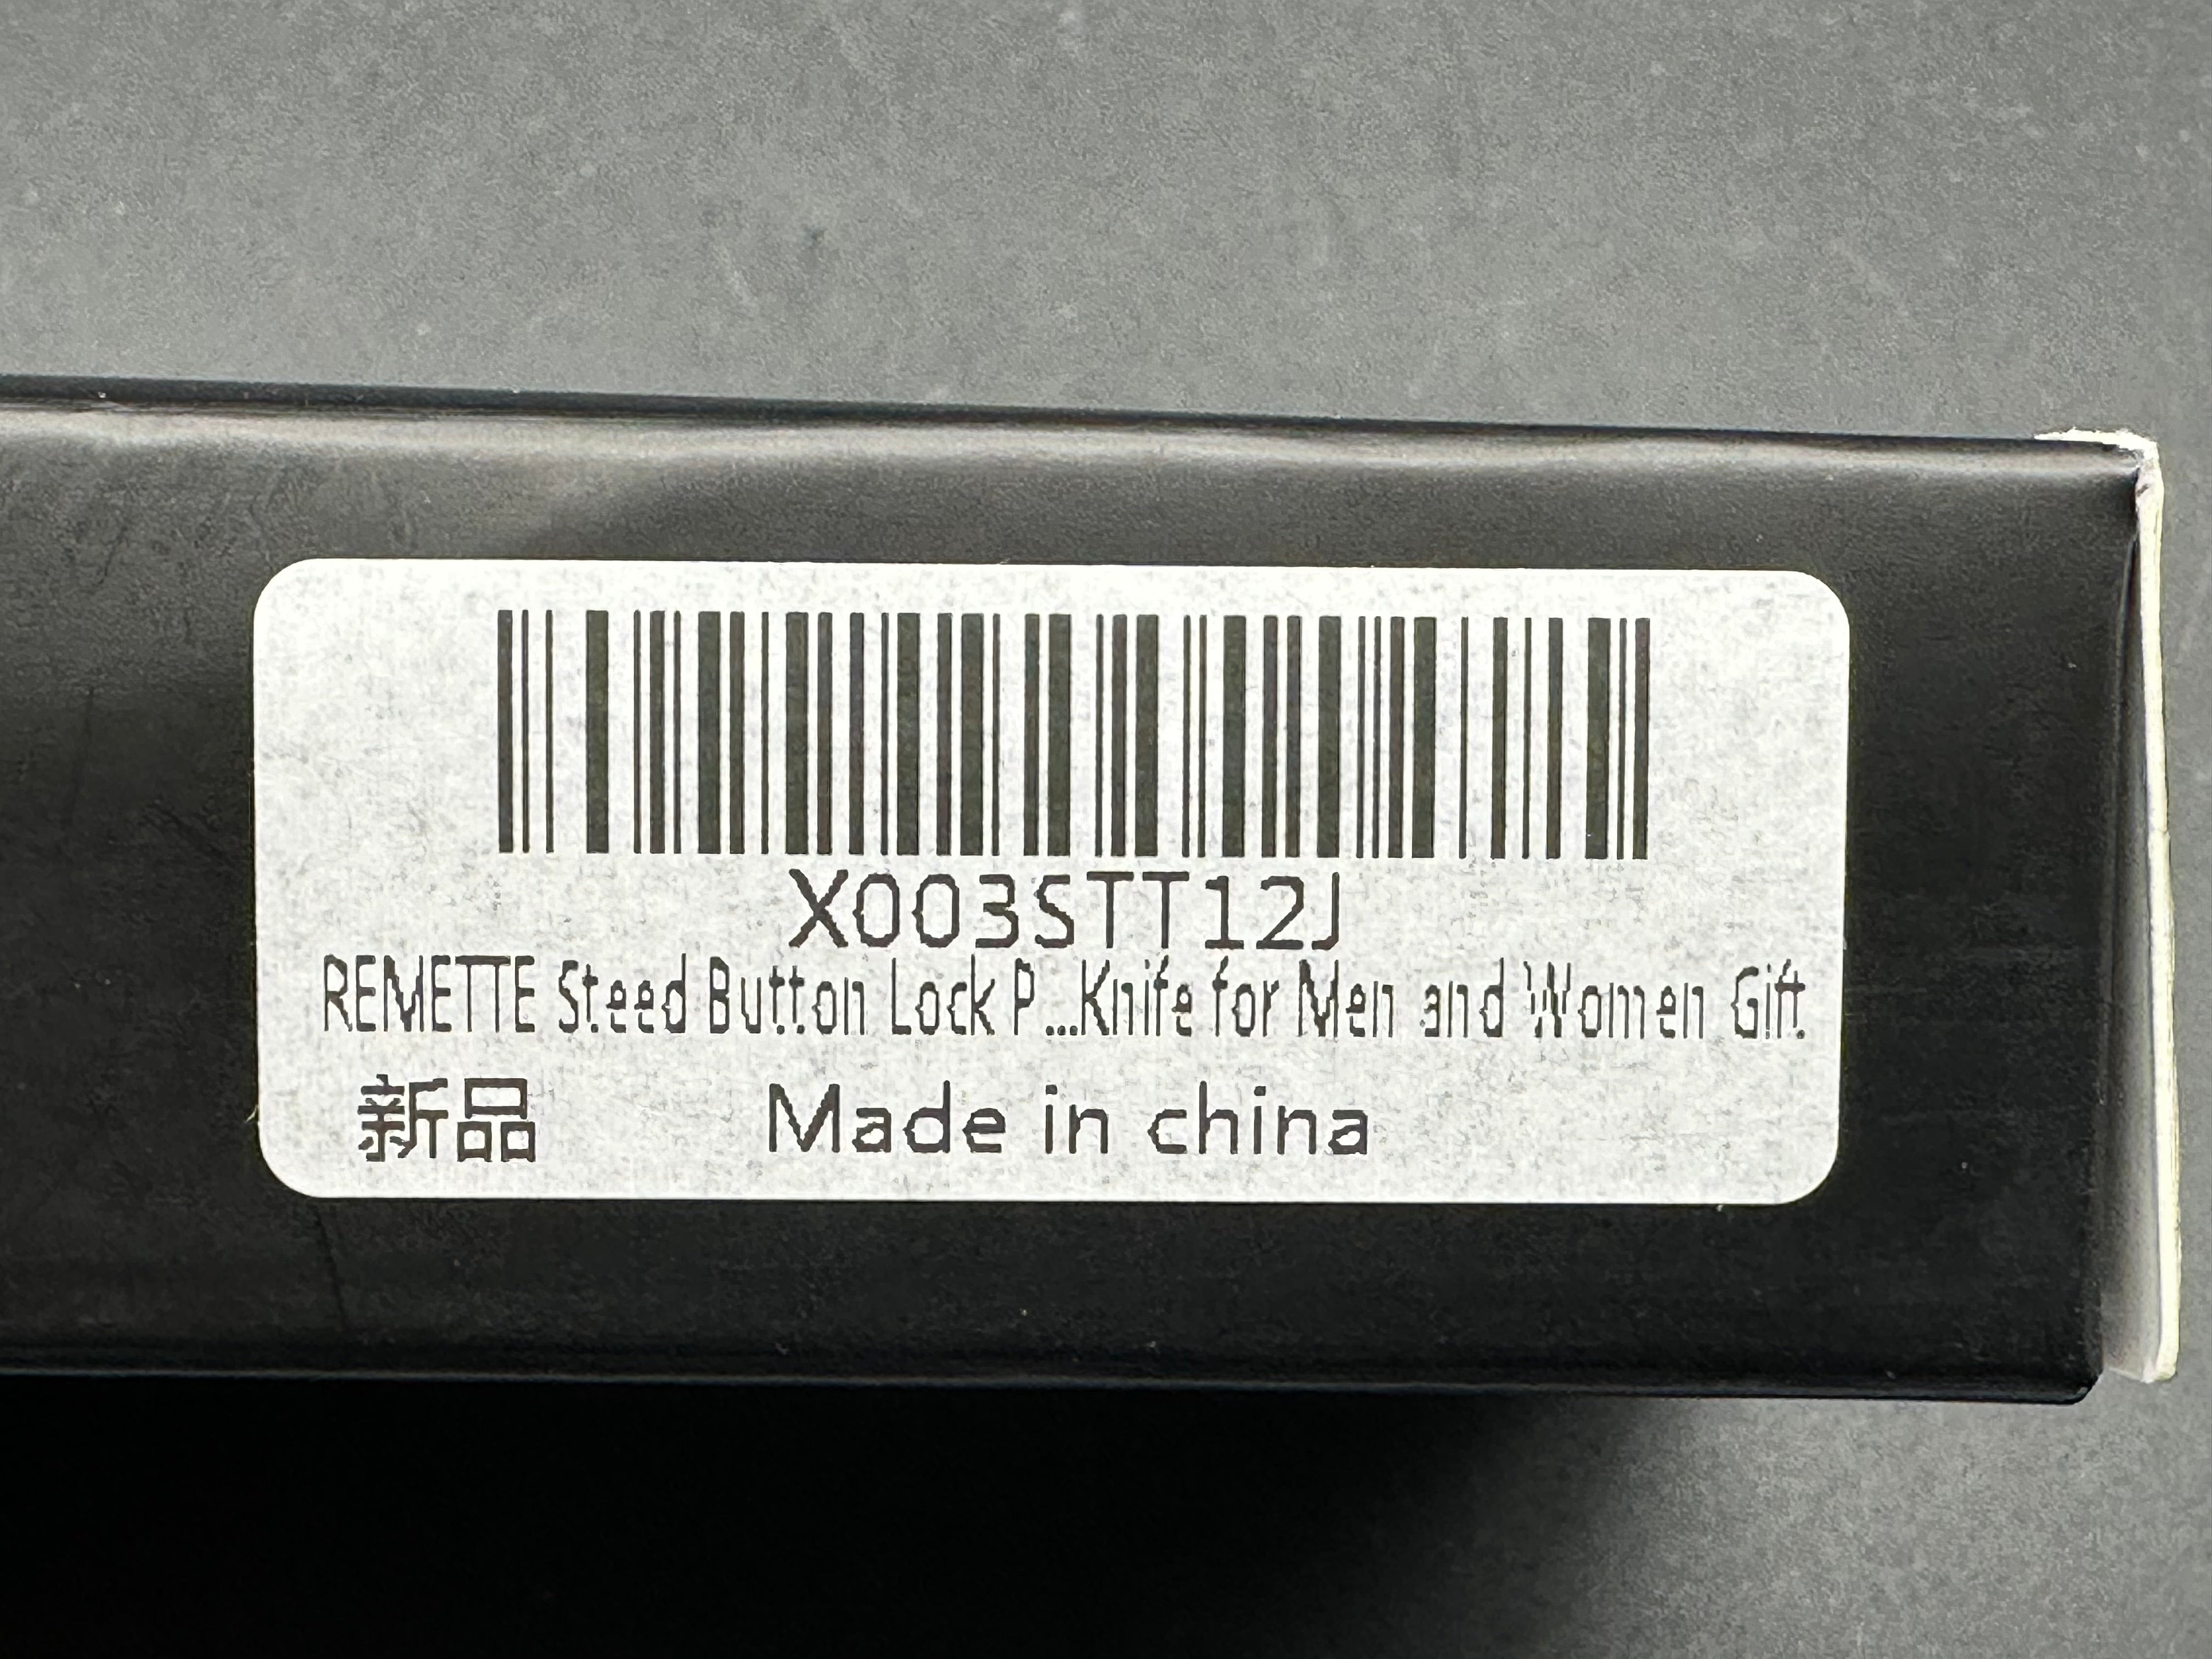 X003STT12J
REMETTE Steed Button Lock P...Knife for Men and Women Gift
新品 Made in china